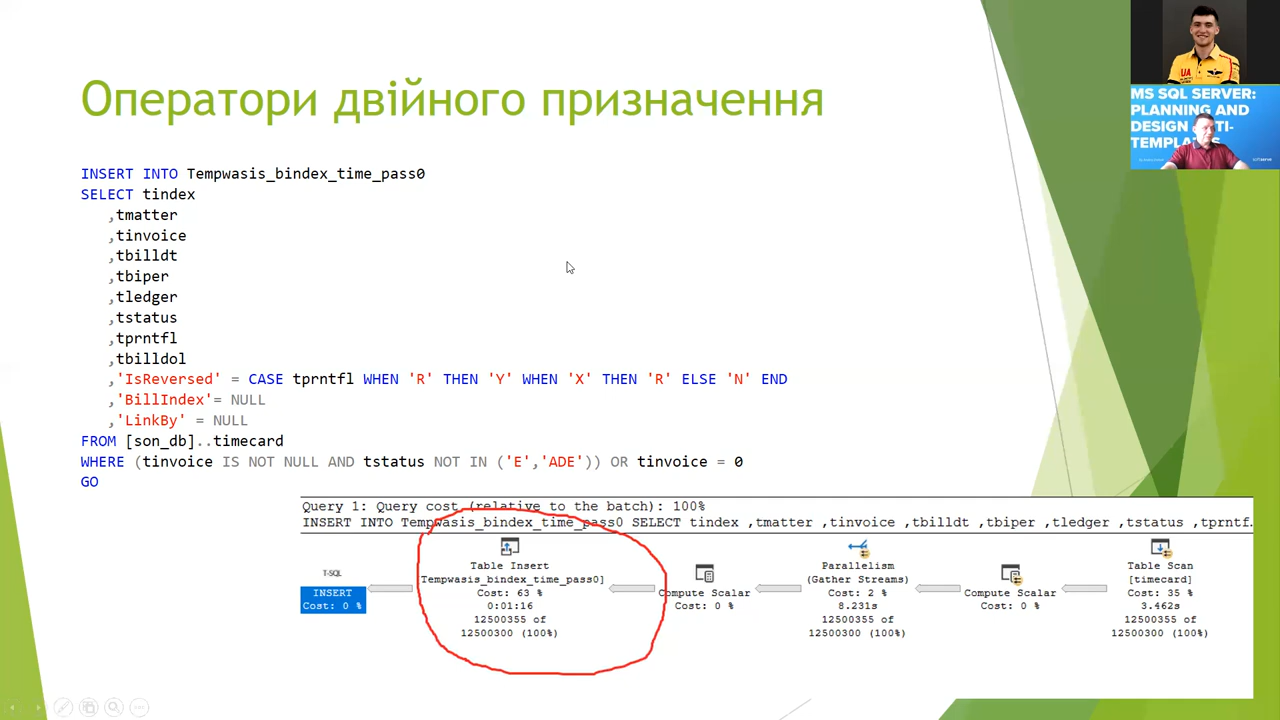 Оператори двійного призначення
UA
MS SQL SERVER:
PLANNING AND
DESIGN
INSERT INTO Tempwasis_bindex_time_pass0
SELECT tindex
,tmatter
,tinvoice
,tbilldt
,tbiper
,tledger
,tstatus
,tprntfl
,tbilldol
,'IsReversed' = CASE tprntfl WHEN 'R' THEN 'Y' WHEN 'X' THEN 'R' ELSE 'N' END
,'BillIndex'= NULL
,'LinkBy' = NULL
FROM [son_db]..timecard
WHERE (tinvoice IS NOT NULL AND tstatus NOT IN ('E','ADE')) OR tinvoice = 0
GO
Query 1: Query cost (relative to the batch): 100%
INSERT INTO Tempwasis_bindex_time_pass0 SELECT tindex ,tmatter ,tinvoice ,tbilldt ,tbiper ,tledger ,tstatus ,tprntf.
T-SQL
INSERT
Cost: 0 %
Table Insert
Tempwasis_bindex_time_pass0]
Cost: 63 %
0:01:16
12500355 of
12500300 (100%)
Compute Scalar
Cost: 0 %
Parallelism
(Gather Streams)
Cost: 2 %
8.231s
12500355 of
12500300 (100%)
Compute Scalar
Cost: 0 %
Table Scan
[timecard]
Cost: 35 %
3.462s
12500355 of
12500300 (100%)